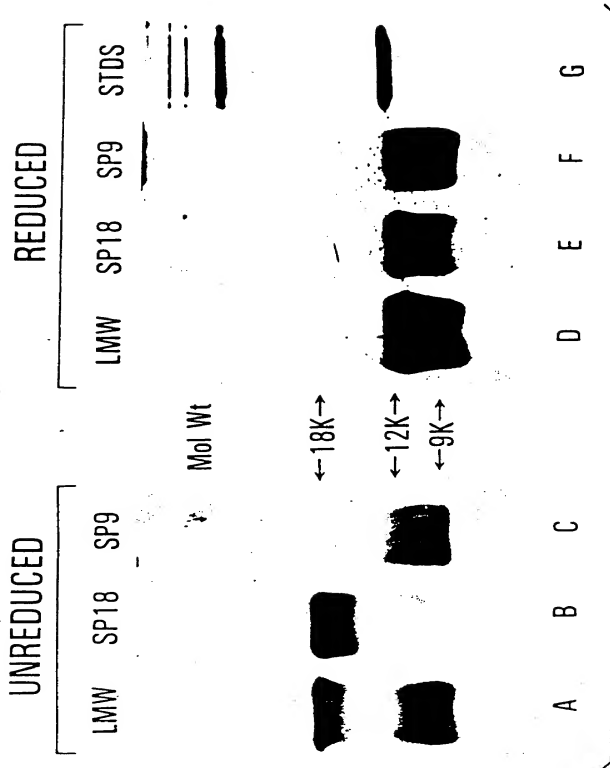 UNREDUCED REDUCED
LMW SP18 SP9 LMW SP18 SP9 STDS
Mol Wt
←18K→
←12K→
←9K→
A B C D E F G